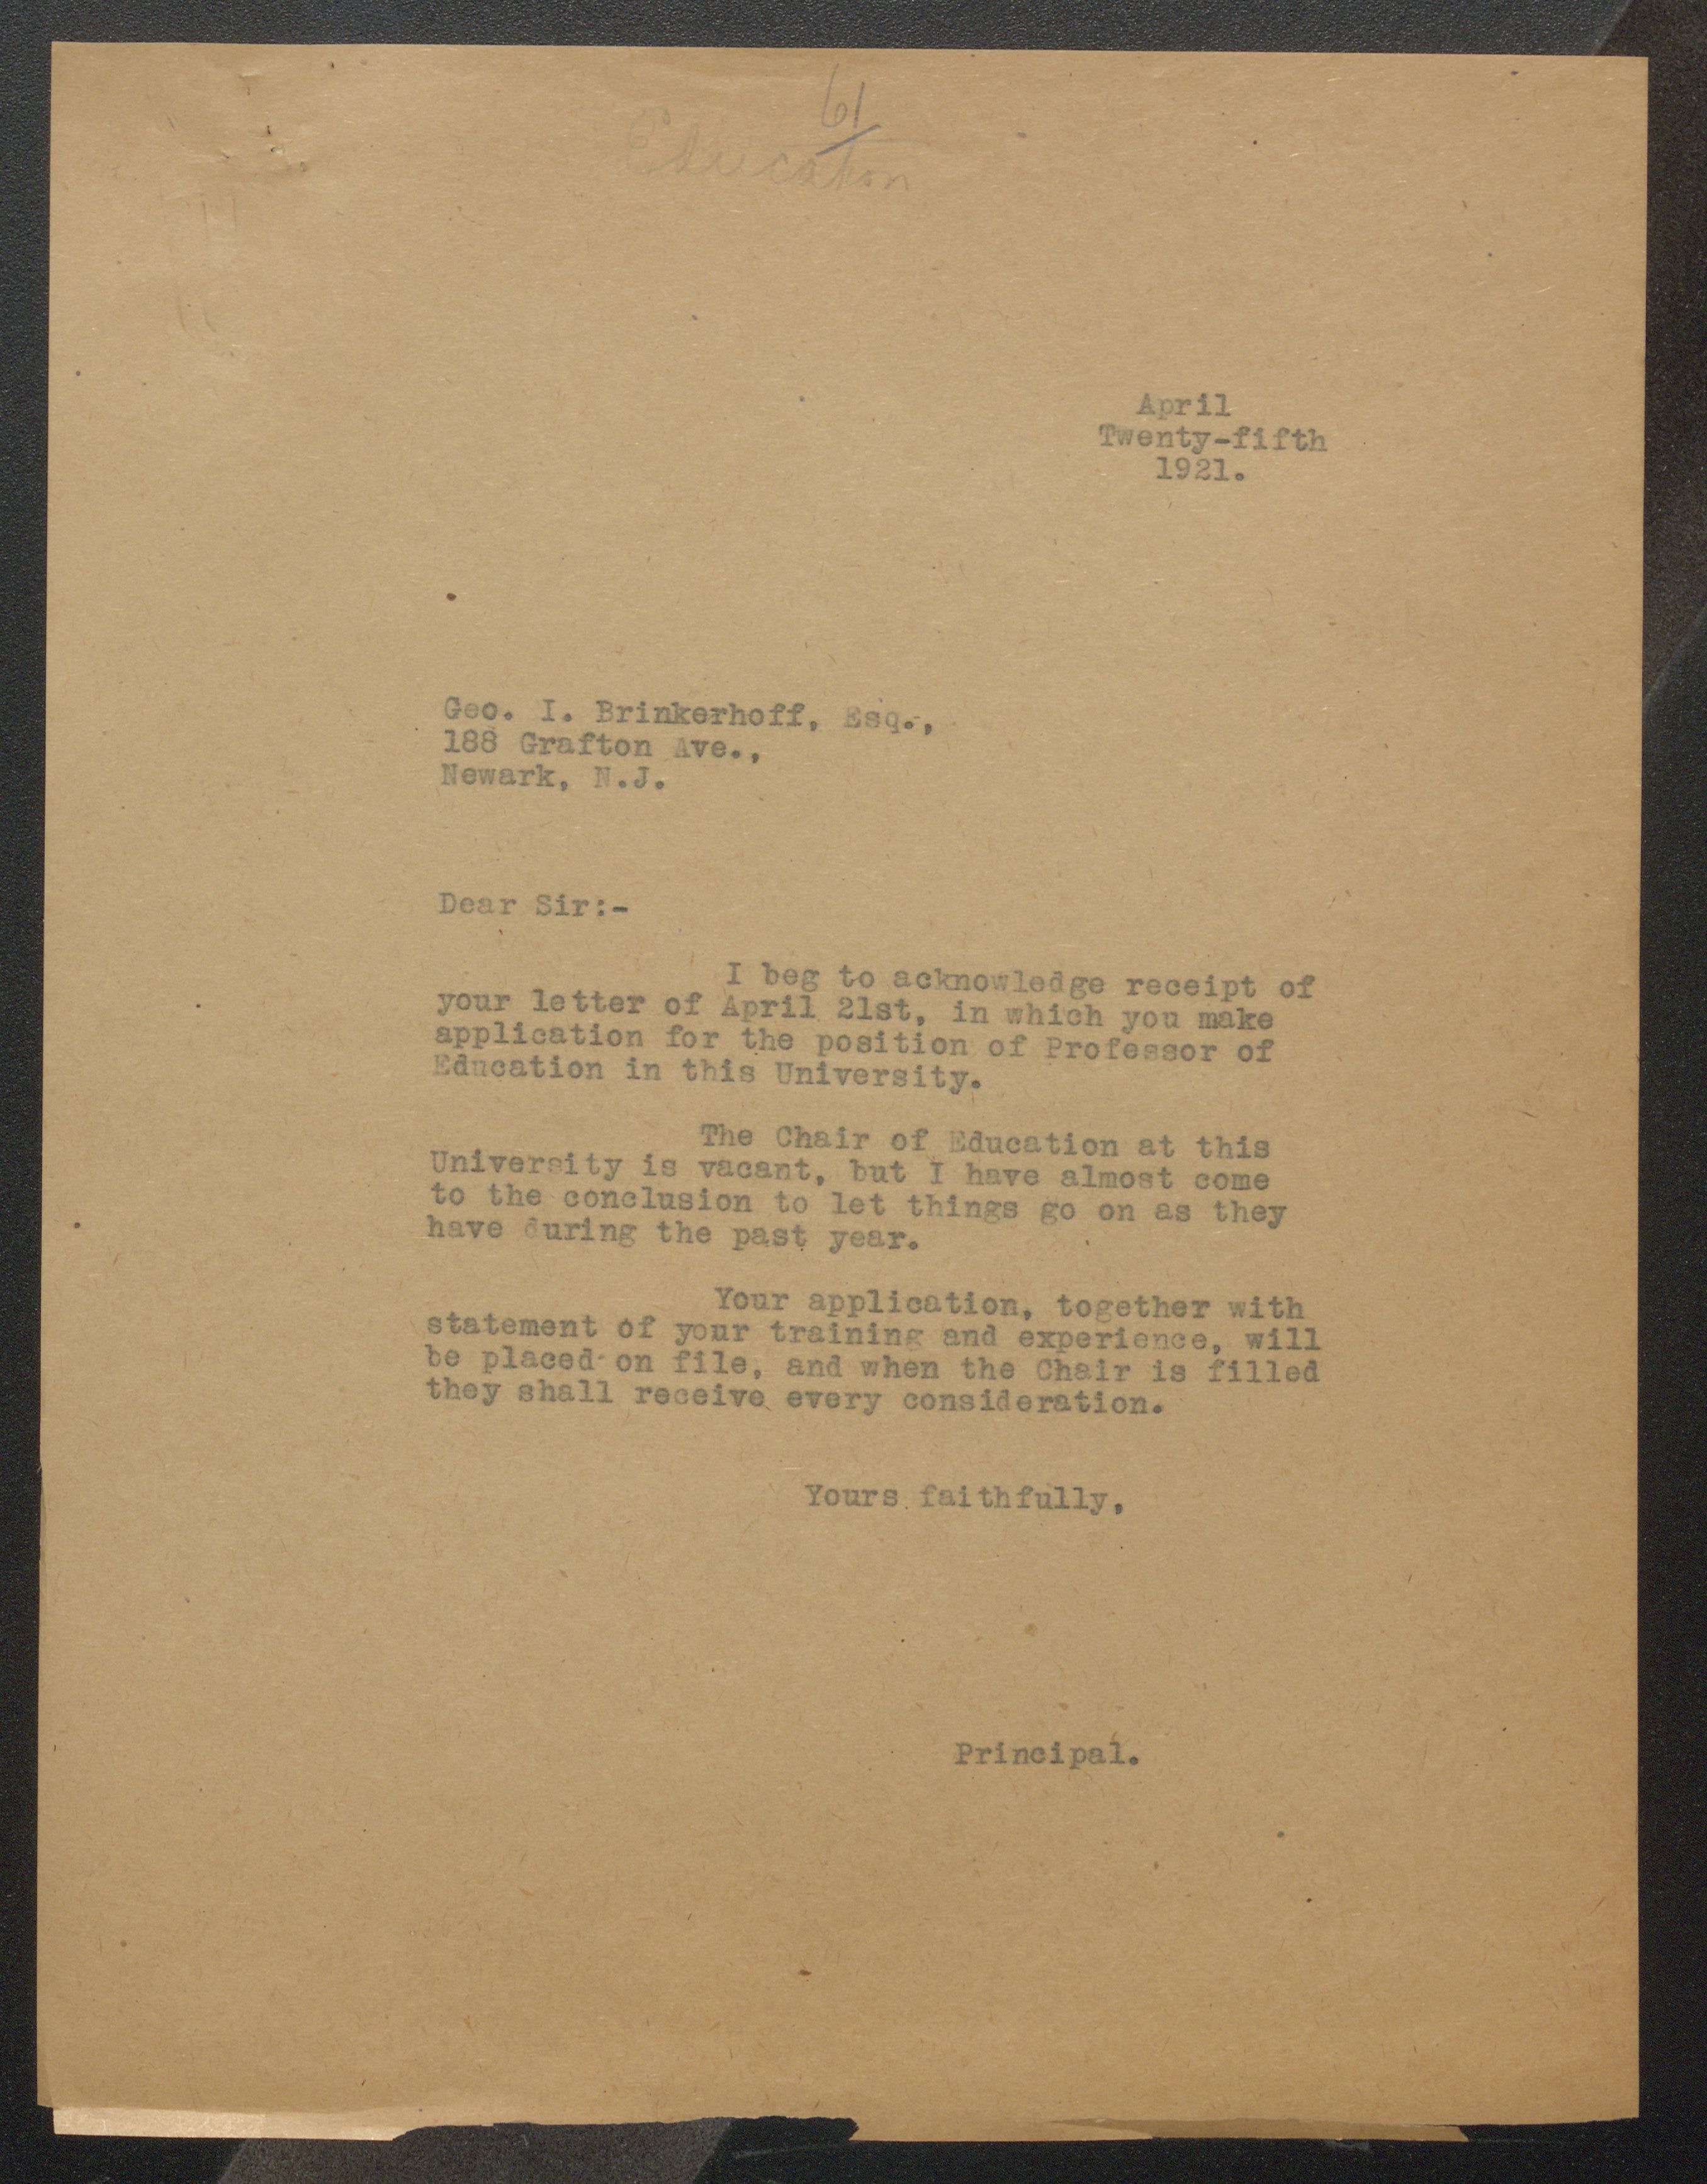 61
Education
April
Twenty-fifth
1921.
Geo. I. Brinkerhoff, Esq.,
188 Grafton Ave.,
Newark, N.J.
Dear Sir:-
I beg to acknowledge receipt of
your letter of April 21st, in which you make
application for the position of Professor of
Education in this University.
The Chair of Education at this
University is vacant, but I have almost come
to the conclusion to let things go on as they
have during the past year.
Your application, together with
statement of your training and experience, will
be placed on file, and when the Chair is filled
they shall receive every consideration.
Yours faithfully,
Principal.